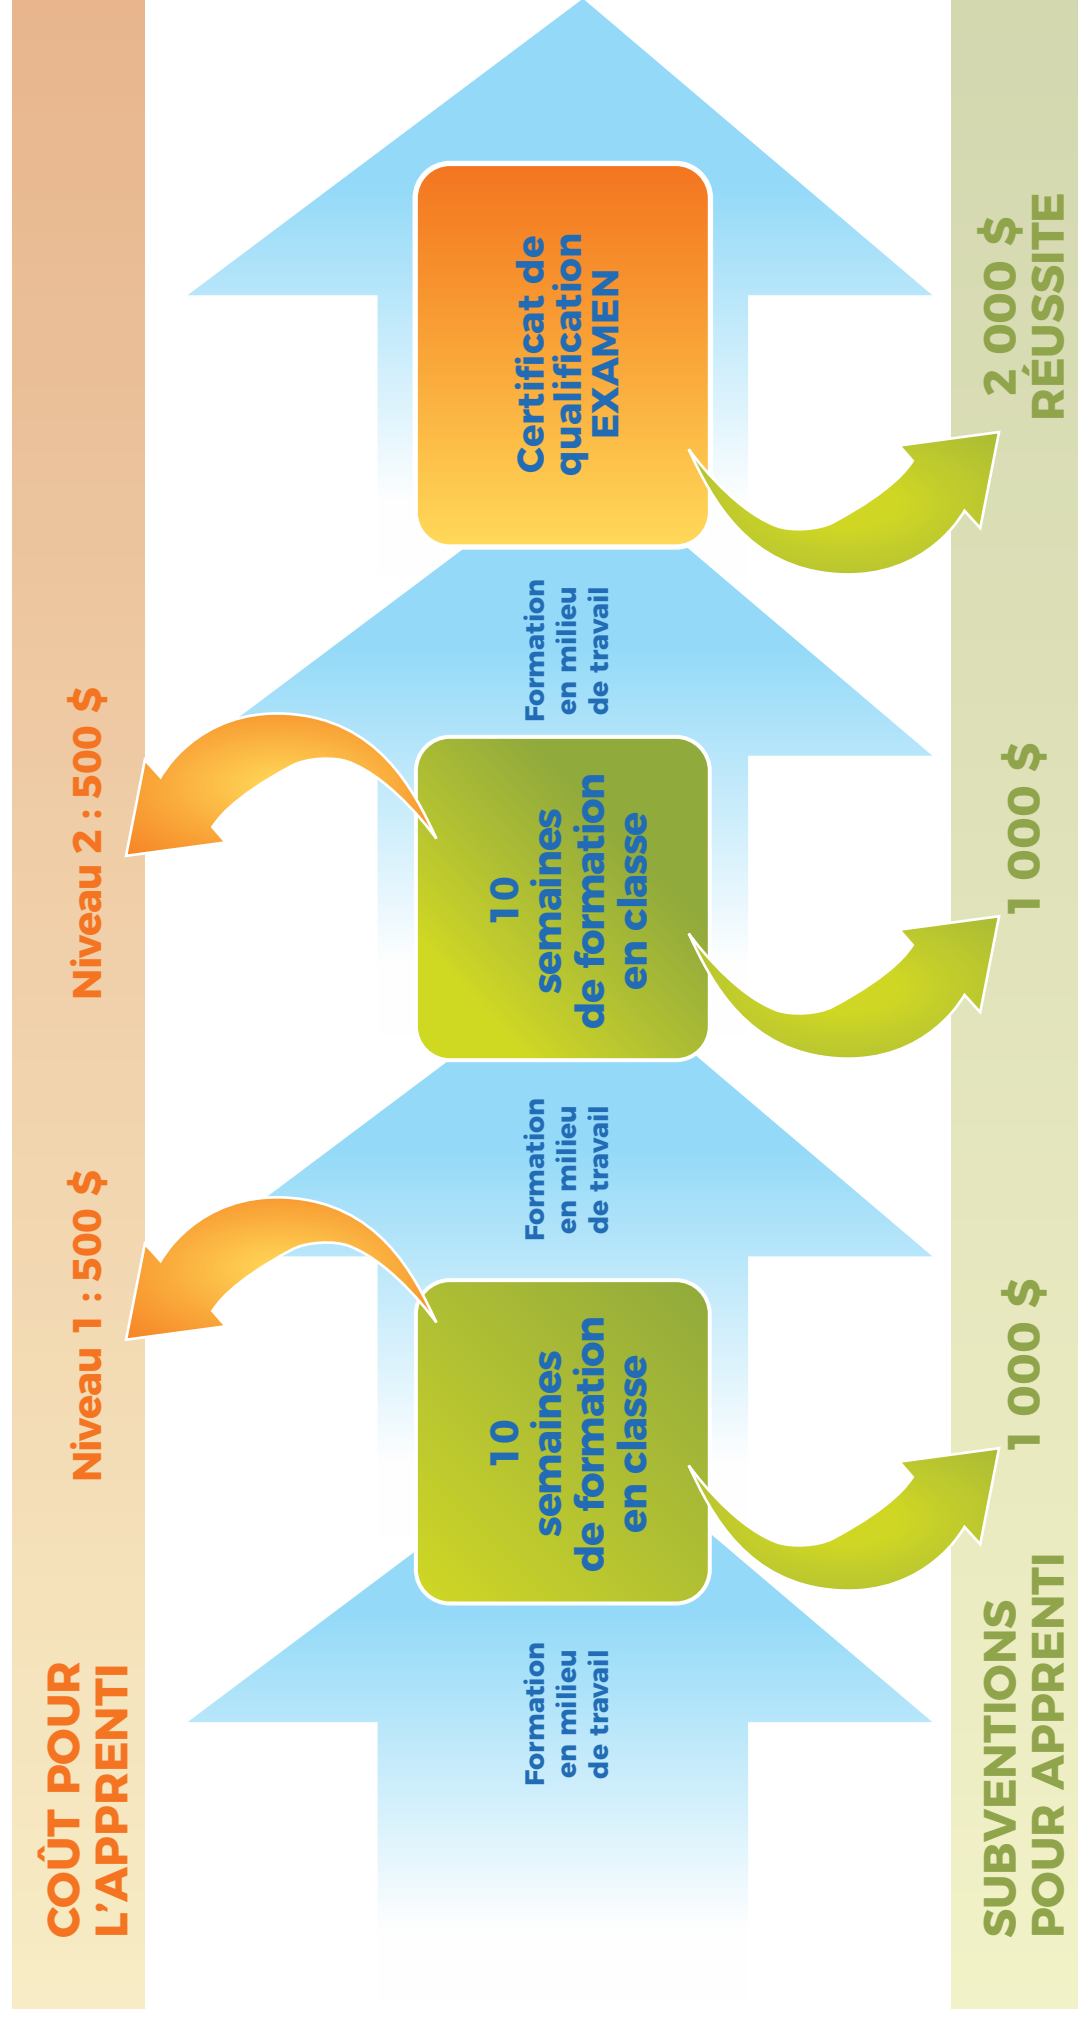 COÛT POUR
L'APPRENTI
Niveau 1 : 500 $
Niveau 2 : 500 $
Formation
en milieu
de travail
10
semaines
de formation
en classe
Formation
en milieu
de travail
10
semaines
de formation
en classe
Formation
en milieu
de travail
Certificat de
qualification
EXAMEN
SUBVENTIONS
POUR APPRENTI
1 000 $
1 000 $
2 000 $
RÉUSSITE